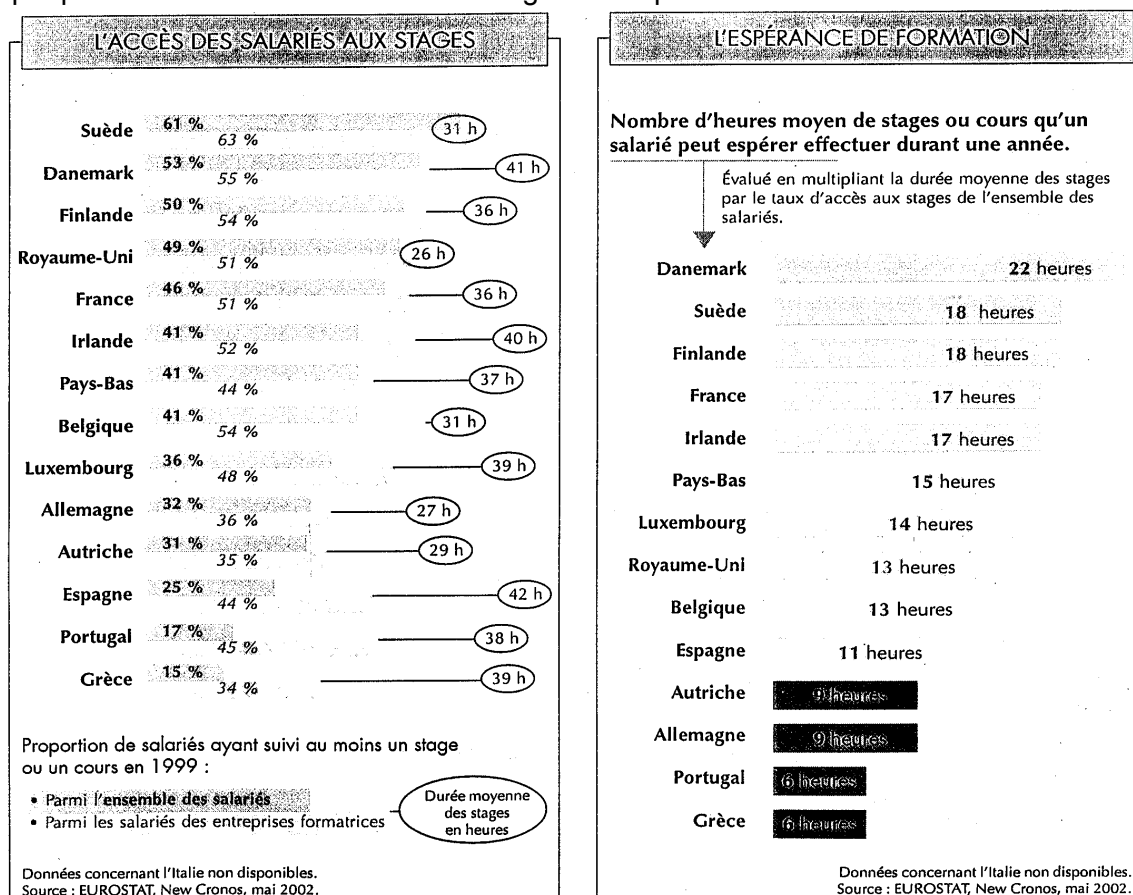 L'ACCÈS DES SALARIÉS AUX STAGES
Suède 61 % 63 % 31 h
Danemark 53 % 55 % 41 h
Finlande 50 % 54 % 36 h
Royaume-Uni 49 % 51 % 26 h
France 46 % 51 % 36 h
Irlande 41 % 52 % 40 h
Pays-Bas 41 % 44 % 37 h
Belgique 41 % 54 % 31 h
Luxembourg 36 % 48 % 39 h
Allemagne 32 % 36 % 27 h
Autriche 31 % 35 % 29 h
Espagne 25 % 44 % 42 h
Portugal 17 % 45 % 38 h
Grèce 15 % 34 % 39 h
Proportion de salariés ayant suivi au moins un stage
ou un cours en 1999 :
• Parmi l'ensemble des salariés
• Parmi les salariés des entreprises formatrices
Durée moyenne
des stages
en heures
Données concernant l'Italie non disponibles.
Source : EUROSTAT, New Cronos, mai 2002.
L'ESPÉRANCE DE FORMATION
Nombre d'heures moyen de stages ou cours qu'un
salarié peut espérer effectuer durant une année.
Évalué en multipliant la durée moyenne des stages
par le taux d'accès aux stages de l'ensemble des
salariés.
Danemark 22 heures
Suède 18 heures
Finlande 18 heures
France 17 heures
Irlande 17 heures
Pays-Bas 15 heures
Luxembourg 14 heures
Royaume-Uni 13 heures
Belgique 13 heures
Espagne 11 heures
Autriche 9 heures
Allemagne 9 heures
Portugal 6 heures
Grèce 6 heures
Données concernant l'Italie non disponibles.
Source : EUROSTAT, New Cronos, mai 2002.